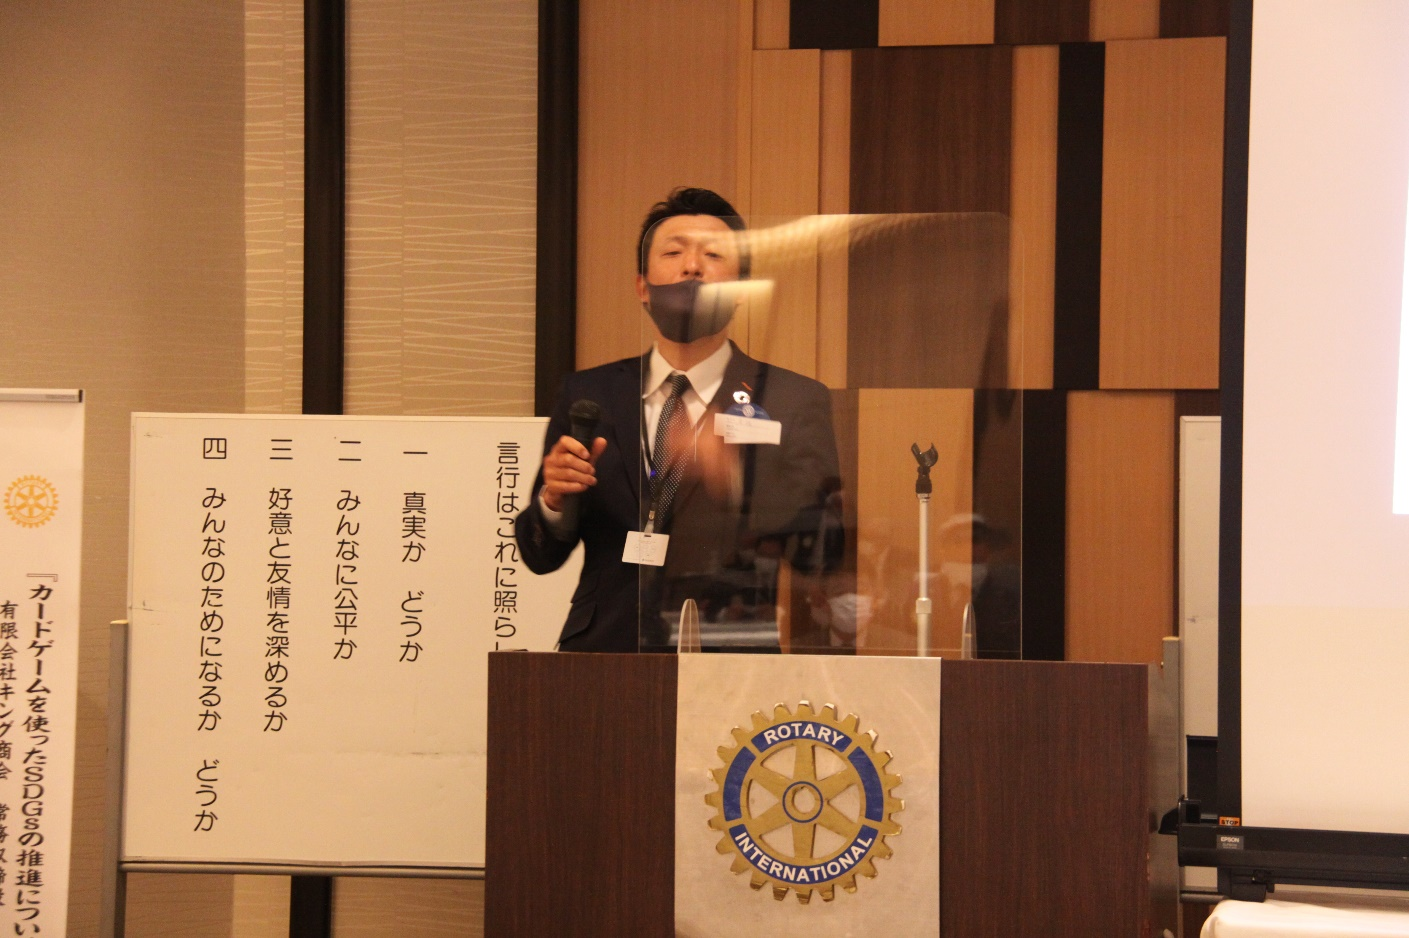 言行はこれに照ら
一 真実か どうか
二 みんなに公平か
三 好意と友情を深めるか
四 みんなのためになるか どうか
『カードゲームを使ったSDGsの推進につい
有限会社キング商会 常務取締役
ROTARY
INTERNATIONAL
STOP
EPSON